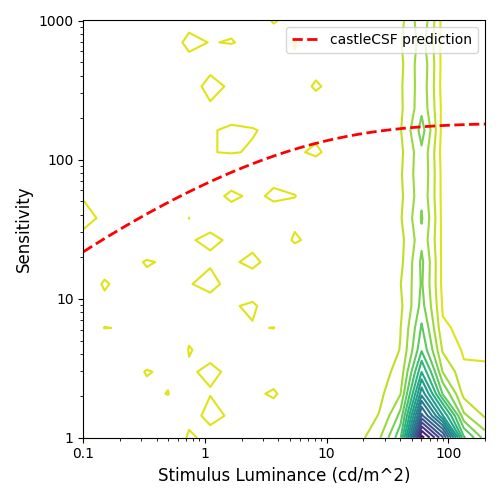 1000
castleCSF prediction
100
Sensitivity
10
1
0.1 1 10 100
Stimulus Luminance (cd/m^2)